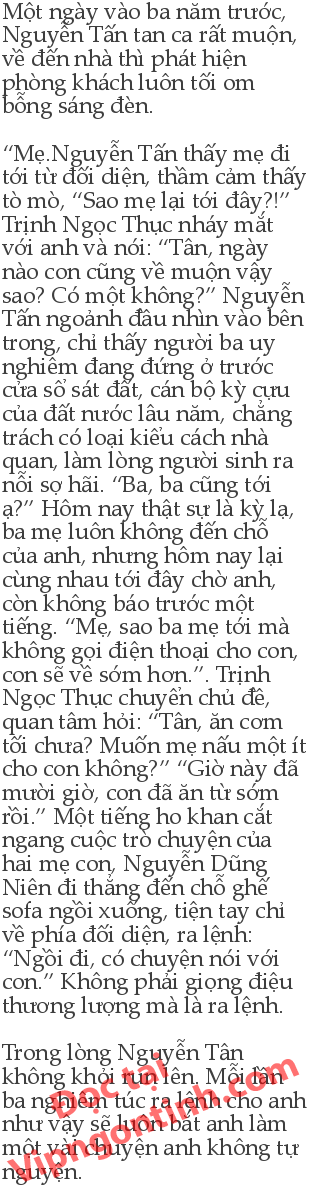 Một ngày vào ba năm trước,
Nguyễn Tấn tan ca rất muộn,
về đến nhà thì phát hiện
phòng khách luôn tối om
bỗng sáng đèn.

“Mẹ.Nguyễn Tấn thấy mẹ đi
tới từ đối diện, thầm cảm thấy
tò mò, “Sao mẹ lại tới đây?!”
Trịnh Ngọc Thục nháy mắt
với anh và nói: “Tân, ngày
nào con cũng về muộn vậy
sao? Có một không?” Nguyễn
Tấn ngoảnh đầu nhìn vào bên
trong, chỉ thấy người ba uy
nghiêm đang đứng ở trước
cửa sổ sát đất, cán bộ kỳ cựu
của đất nước lâu năm, chẳng
trách có loại kiểu cách nhà
quan, làm lòng người sinh ra
nỗi sợ hãi. “Ba, ba cũng tới
ạ?” Hôm nay thật sự là kỳ lạ,
ba mẹ luôn không đến chỗ
của anh, nhưng hôm nay lại
cùng nhau tới đây chờ anh,
còn không báo trước một
tiếng. “Mẹ, sao ba mẹ tới mà
không gọi điện thoại cho con,
con sẽ về sớm hơn.”. Trịnh
Ngọc Thục chuyển chủ đề,
quan tâm hỏi: “Tân, ăn cơm
tối chưa? Muốn mẹ nấu một ít
cho con không?” “Giờ này đã
mười giờ, con đã ăn từ sớm
rồi.” Một tiếng ho khan cắt
ngang cuộc trò chuyện của
hai mẹ con, Nguyễn Dũng
Niên đi thẳng đến chỗ ghế
sofa ngồi xuống, tiện tay chỉ
về phía đối diện, ra lệnh:
“Ngồi đi, có chuyện nói với
con.” Không phải giọng điệu
thương lượng mà là ra lệnh.

Trong lòng Nguyễn Tân
không khỏi run lên. Mỗi lần
ba nghiêm túc ra lệnh cho anh
như vậy sẽ luôn bắt anh làm
một vài chuyện anh không tự
nguyện.
Đọc tại
Vipngontinh.com